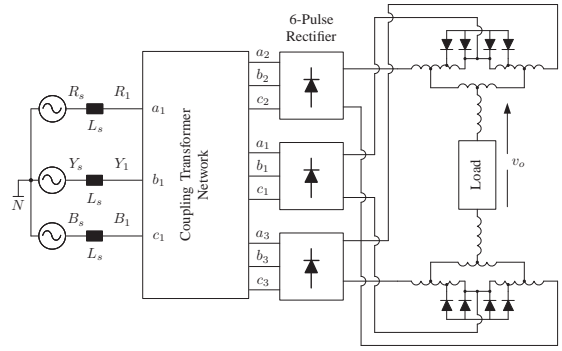 6-Pulse
Rectifier
R_s R_1 a_1
L_s
Y_s Y_1 b_1
L_s
N
B_s B_1 c_1
L_s
Coupling Transformer
Network
a_2
b_2
c_2
a_1
b_1
c_1
a_3
b_3
c_3
Load
v_o